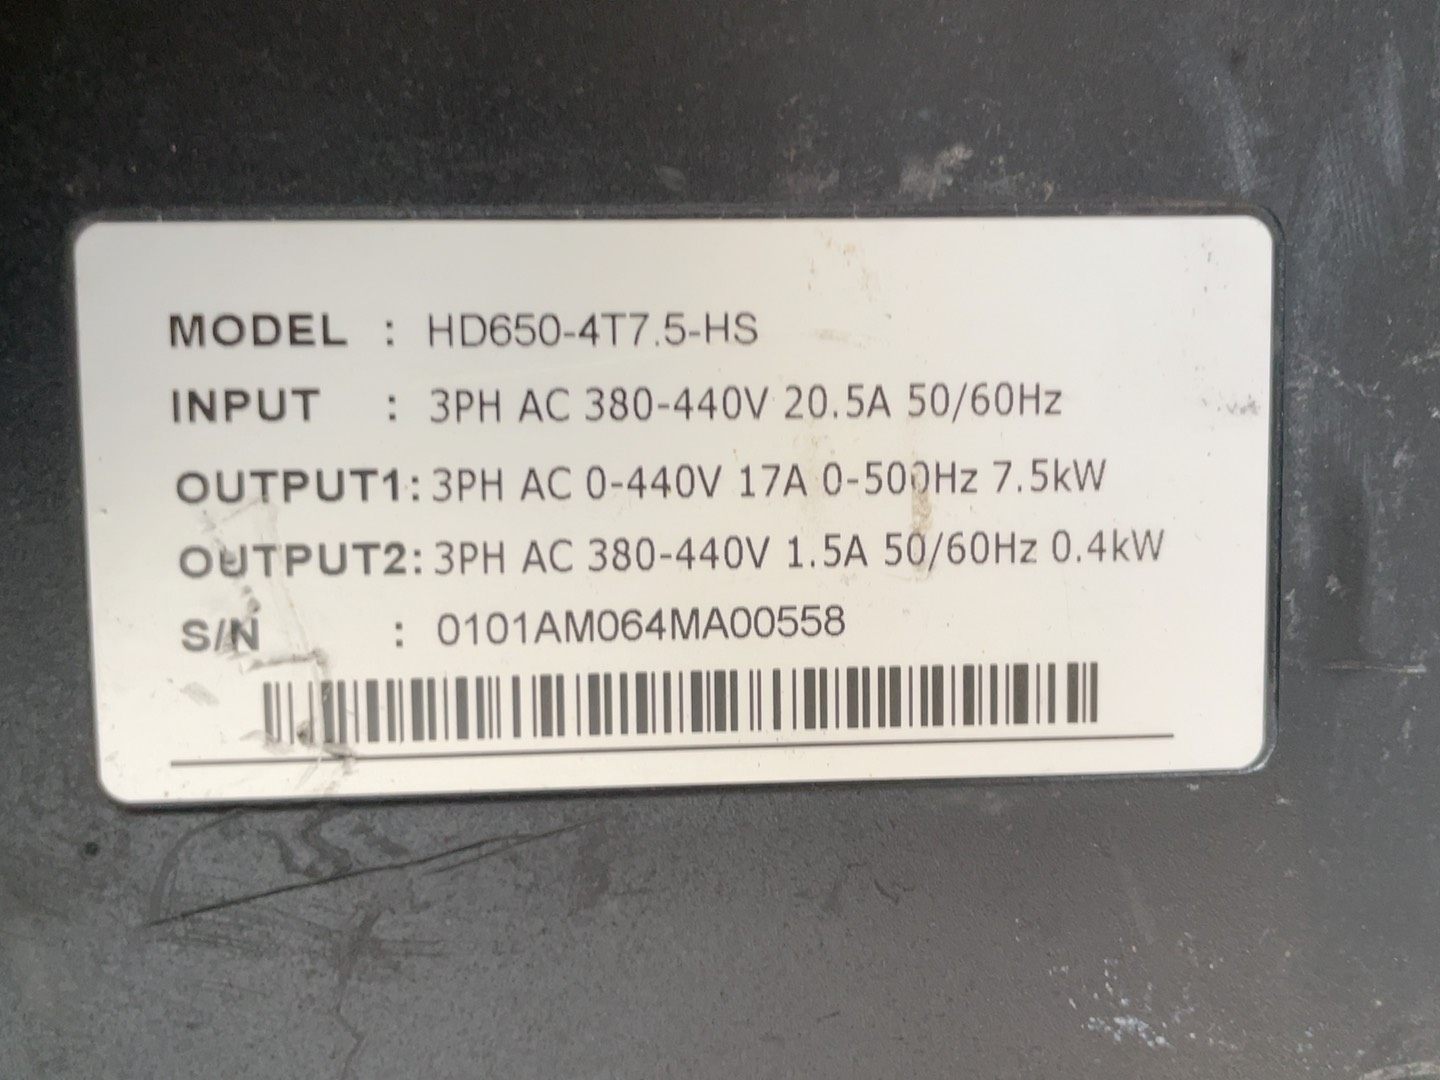 MODEL : HD650-4T7.5-HS
INPUT : 3PH AC 380-440V 20.5A 50/60Hz
OUTPUT1: 3PH AC 0-440V 17A 0-500Hz 7.5kW
OUTPUT2: 3PH AC 380-440V 1.5A 50/60Hz 0.4kW
S/N : 0101AM064MA00558